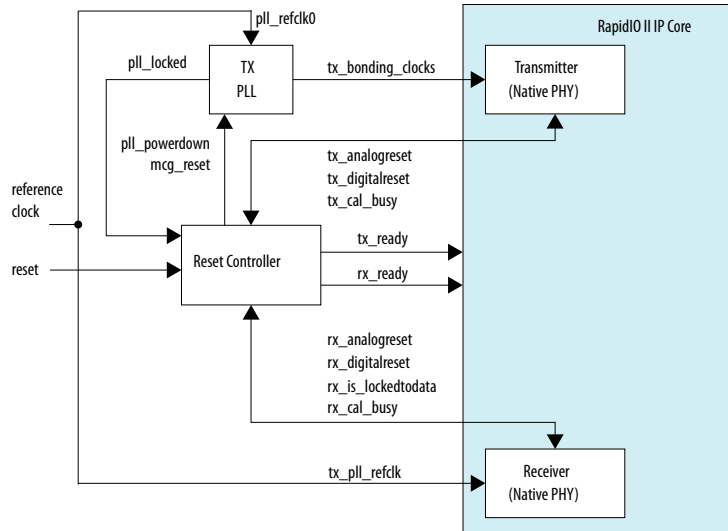 pll_refclk0
RapidIO II IP Core
pll_locked
TX
PLL
tx_bonding_clocks
Transmitter
(Native PHY)
pll_powerdown
mcg_reset
tx_analogreset
tx_digitalreset
tx_cal_busy
reference
clock
reset
Reset Controller
tx_ready
rx_ready
rx_analogreset
rx_digitalreset
rx_is_lockedtodata
rx_cal_busy
tx_pll_refclk
Receiver
(Native PHY)